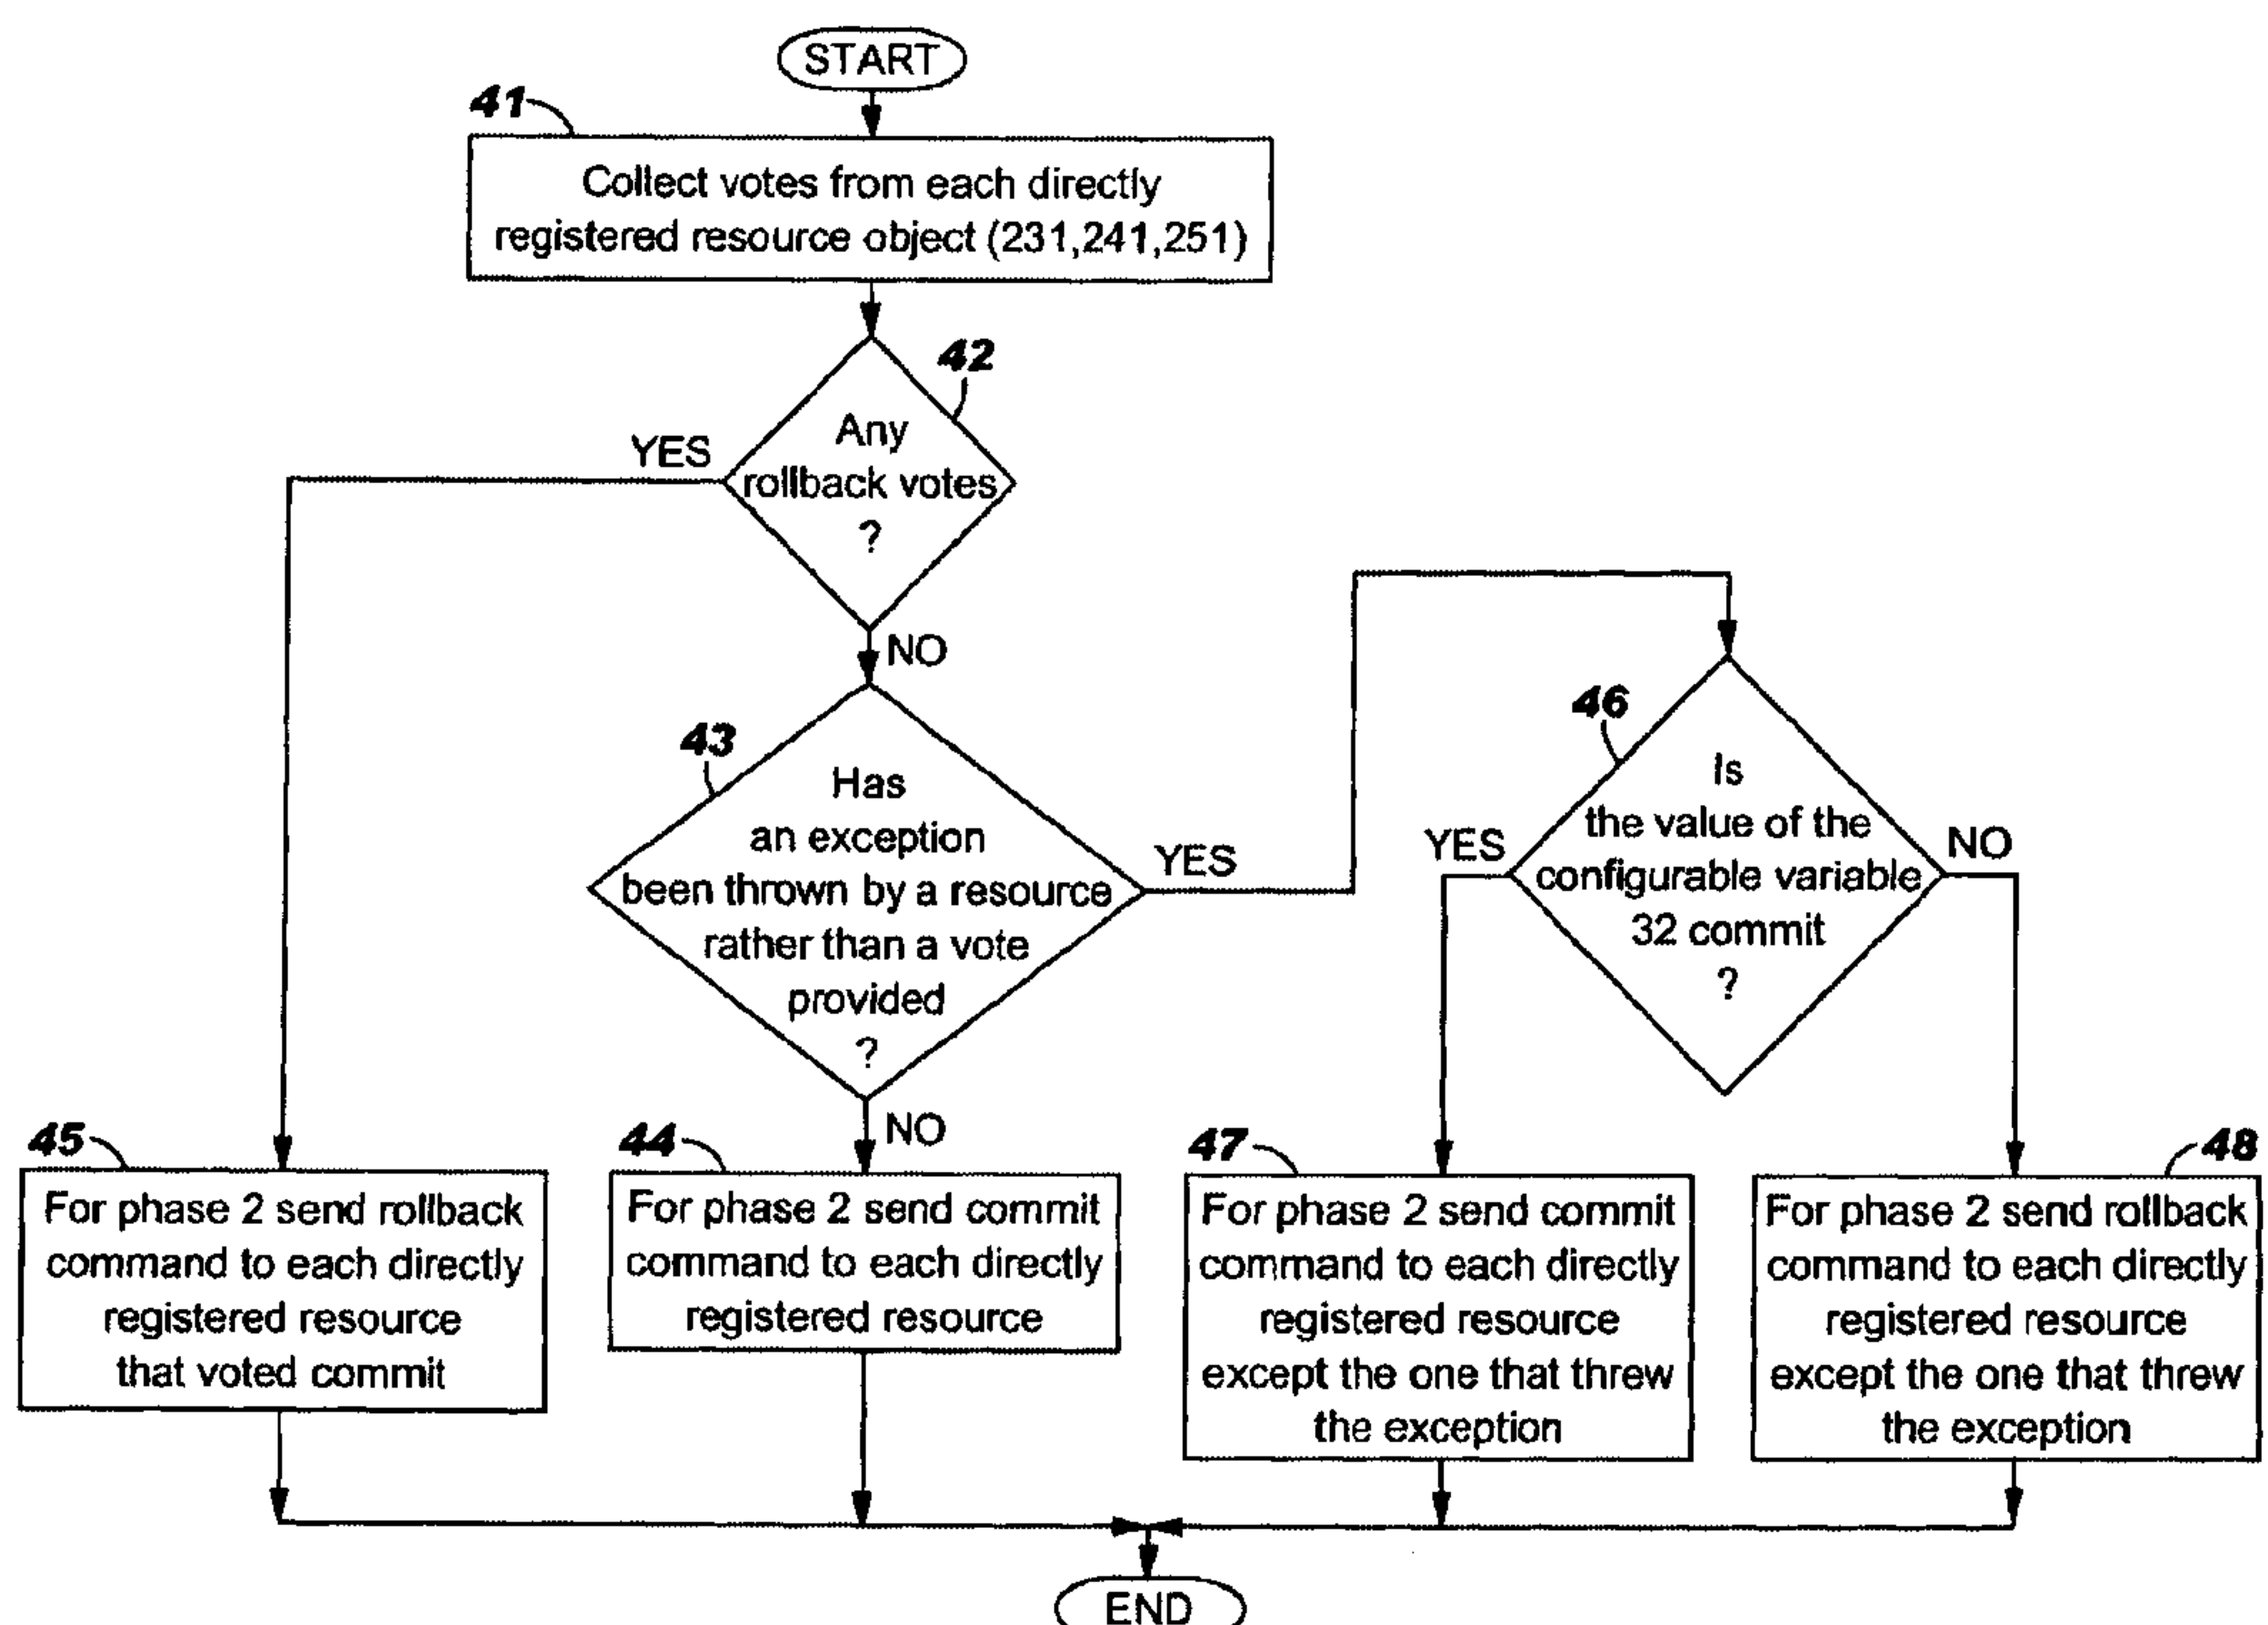 START
41
Collect votes from each directly
registered resource object (231,241,251)
42
Any
rollback votes
?
YES
NO
43
Has
an exception
been thrown by a resource
rather than a vote
provided
?
YES
NO
46
Is
the value of the
configurable variable
32 commit
?
YES
NO
45
For phase 2 send rollback
command to each directly
registered resource
that voted commit
44
For phase 2 send commit
command to each directly
registered resource
47
For phase 2 send commit
command to each directly
registered resource
except the one that threw
the exception
48
For phase 2 send rollback
command to each directly
registered resource
except the one that threw
the exception
END